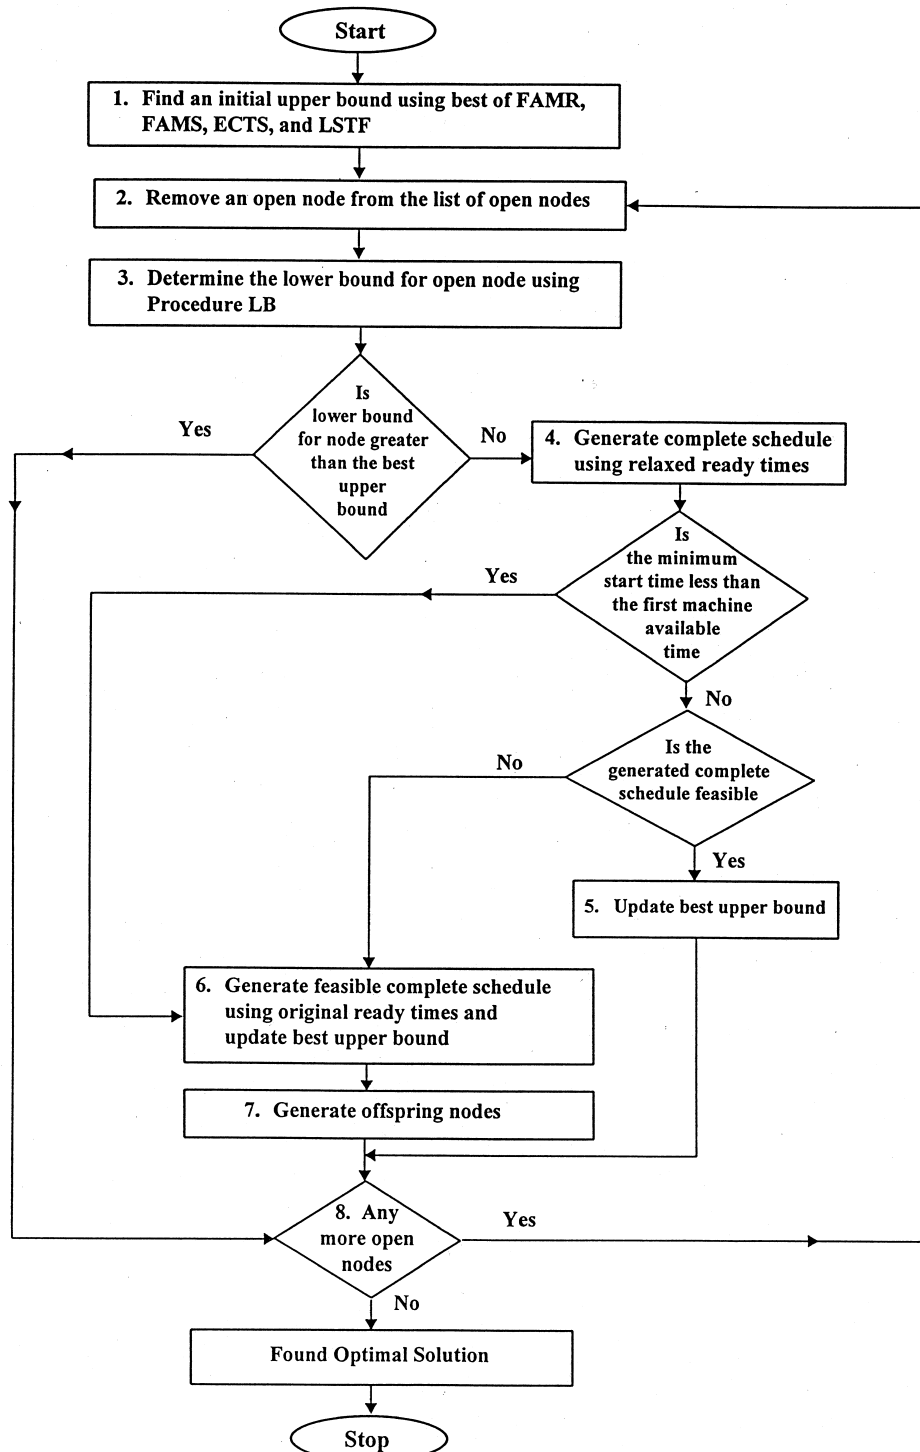 Start
1. Find an initial upper bound using best of FAMR,
FAMS, ECTS, and LSTF
2. Remove an open node from the list of open nodes
3. Determine the lower bound for open node using
Procedure LB
Is
lower bound
for node greater
than the best
upper
bound
Yes
No
4. Generate complete schedule
using relaxed ready times
Is
the minimum
start time less than
the first machine
available
time
Yes
No
Is the
generated complete
schedule feasible
No
Yes
5. Update best upper bound
6. Generate feasible complete schedule
using original ready times and
update best upper bound
7. Generate offspring nodes
8. Any
more open
nodes
Yes
No
Found Optimal Solution
Stop